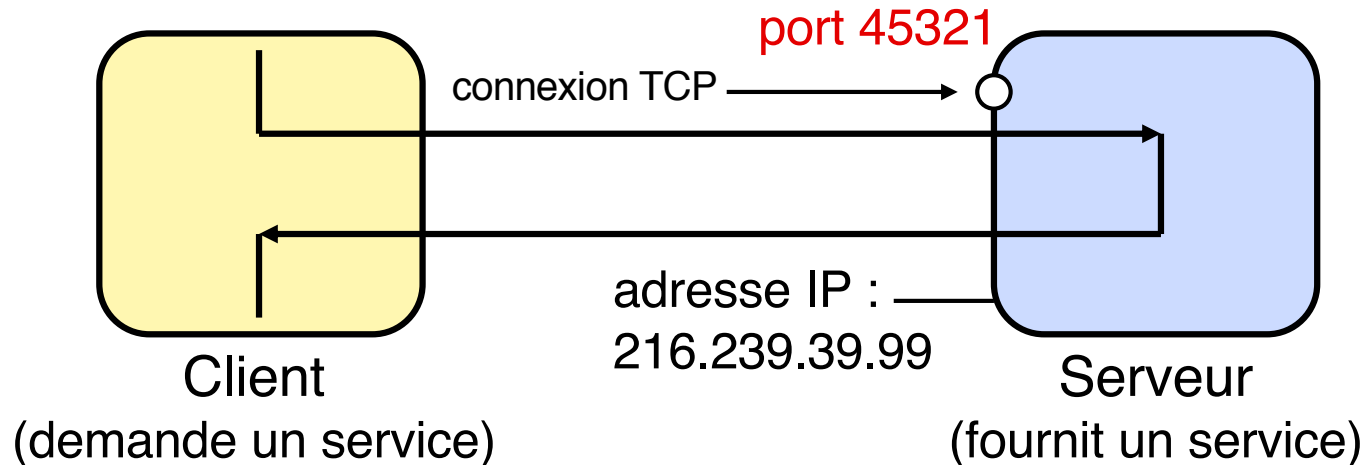 port 45321
connexion TCP
adresse IP :
216.239.39.99
Client
(demande un service)
Serveur
(fournit un service)